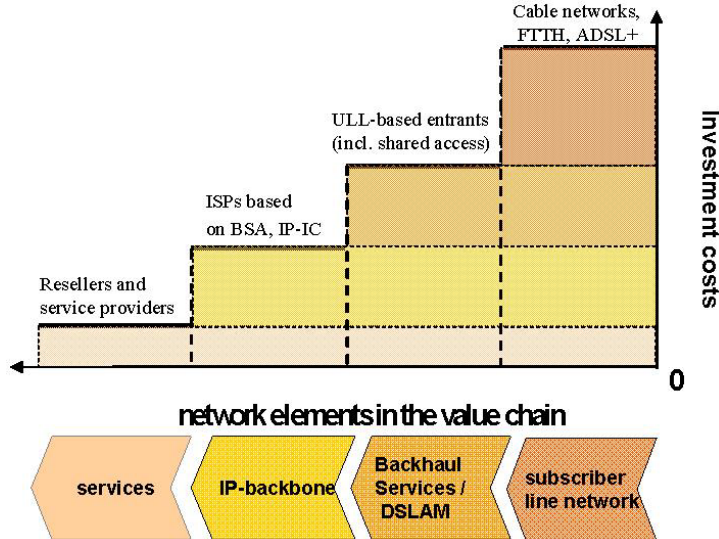 Cable networks,
FTTH, ADSL+
ULL-based entrants
(incl. shared access)
ISPs based
on BSA, IP-IC
Resellers and
service providers
Investment costs
0
network elements in the value chain
services
IP-backbone
Backhaul
Services /
DSLAM
subscriber
line network